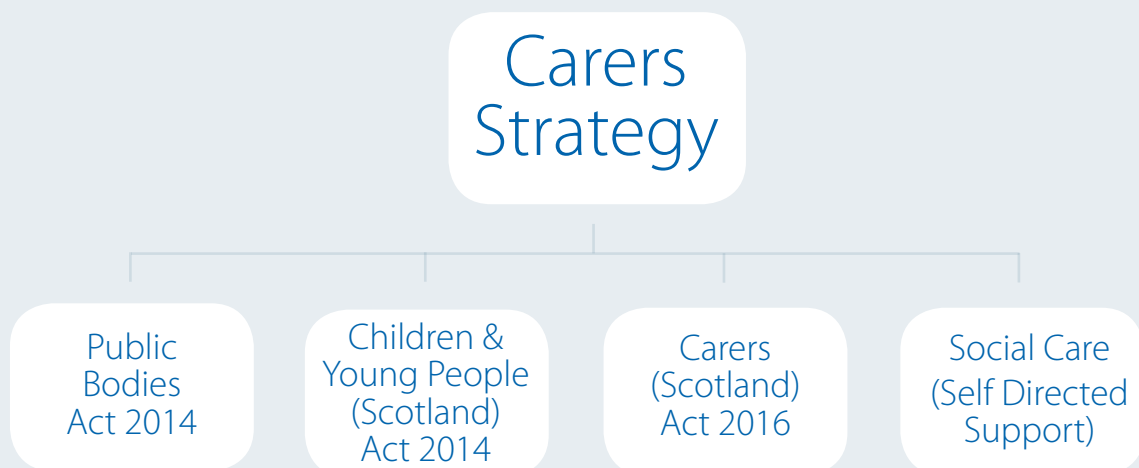 Carers
Strategy
Public
Bodies
Act 2014
Children &
Young People
(Scotland)
Act 2014
Carers
(Scotland)
Act 2016
Social Care
(Self Directed
Support)